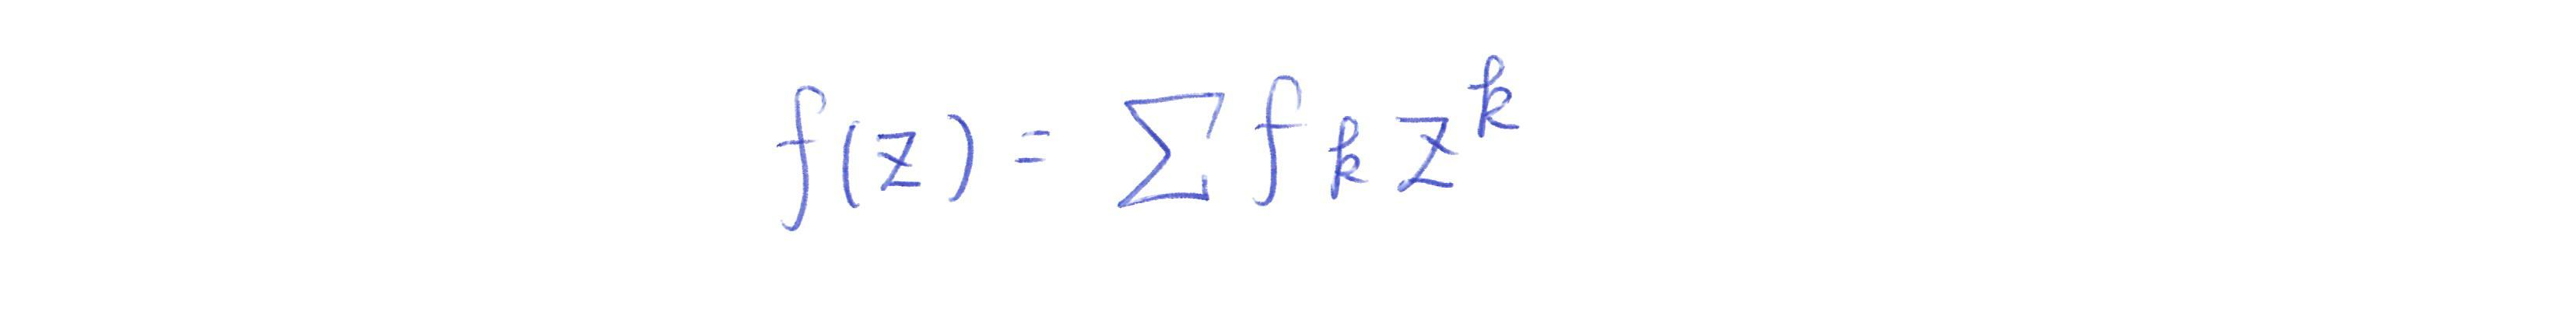 f(z) = ∑ f_k z^k